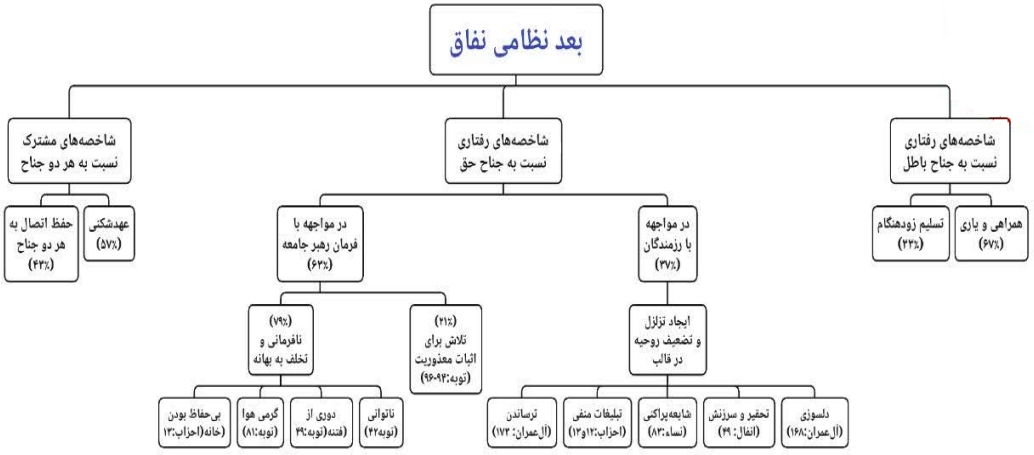 بعد نظامی نفاق
شاخصه‌های رفتاری
نسبت به جناح باطل
شاخصه‌های رفتاری
نسبت به جناح حق
شاخصه‌های مشترک
نسبت به هر دو جناح
همراهی و یاری
(۶۷٪)
تسلیم زودهنگام
(۳۳٪)
در مواجهه
با رزمندگان
(۳۷٪)
در مواجهه با
فرمان رهبر جامعه
(۶۳٪)
عهدشکنی
(۵۷٪)
حفظ اتصال به
هر دو جناح
(۴۳٪)
ایجاد تزلزل
و تضعیف روحیه
در قالب
(۲۱٪)
تلاش برای
اثبات معذوریت
(توبه:۹۴-۹۶)
(۷۹٪)
نافرمانی و
تخلف به بهانه
دلسوزی
(آل‌عمران:۱۶۸)
تحقیر و سرزنش
(انفال: ۴۹)
شایعه‌پراکنی
(نساء:۸۳)
تبلیغات منفی
(احزاب:۱۲و۱۳)
ترساندن
(آل‌عمران: ۱۷۳)
ناتوانی
(توبه۴۲)
دوری از
فتنه(توبه:۴۹
گرمی هوا
(توبه:۸۱)
بی‌حفاظ بودن
خانه(احزاب:۱۳